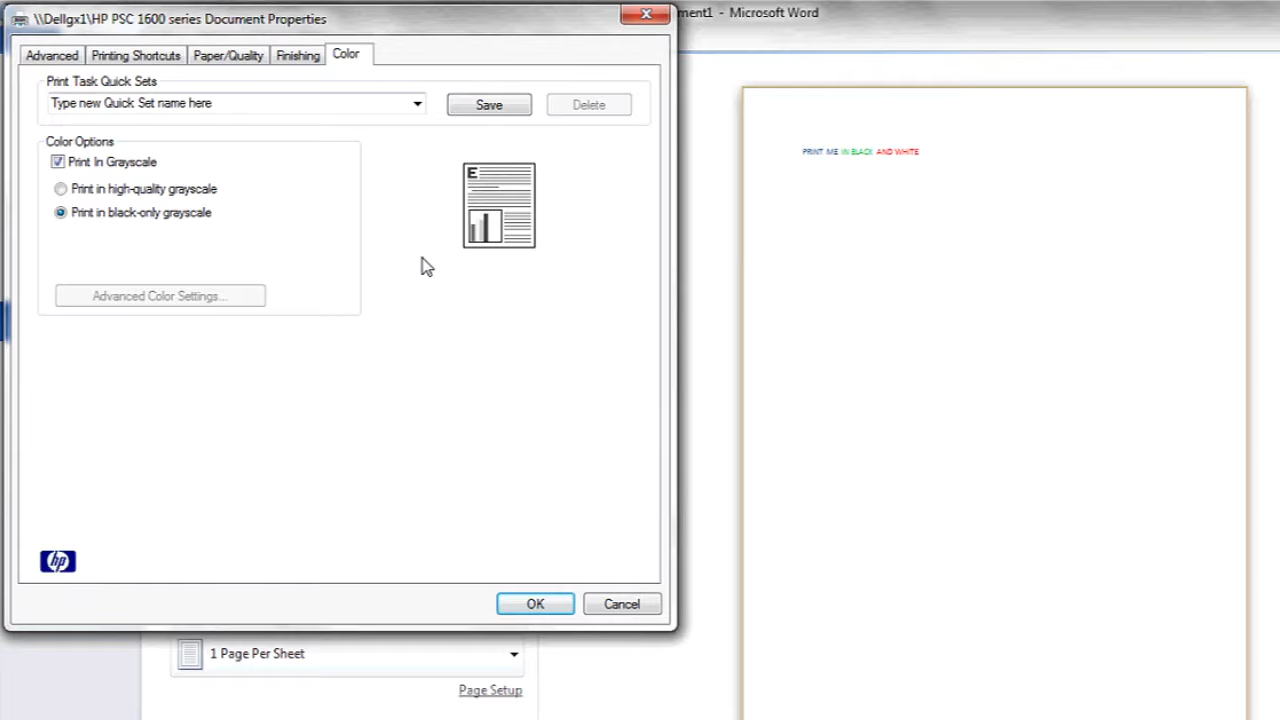 \\Dellgx1\HP PSC 1600 series Document Properties
ment1 - Microsoft Word
Advanced
Printing Shortcuts
Paper/Quality
Finishing
Color
Print Task Quick Sets
Type new Quick Set name here
Save
Delete
Color Options
Print In Grayscale
Print in high-quality grayscale
Print in black-only grayscale
Advanced Color Settings...
E
PRINT ME IN BLACK AND WHITE
hp
OK
Cancel
1 Page Per Sheet
Page Setup